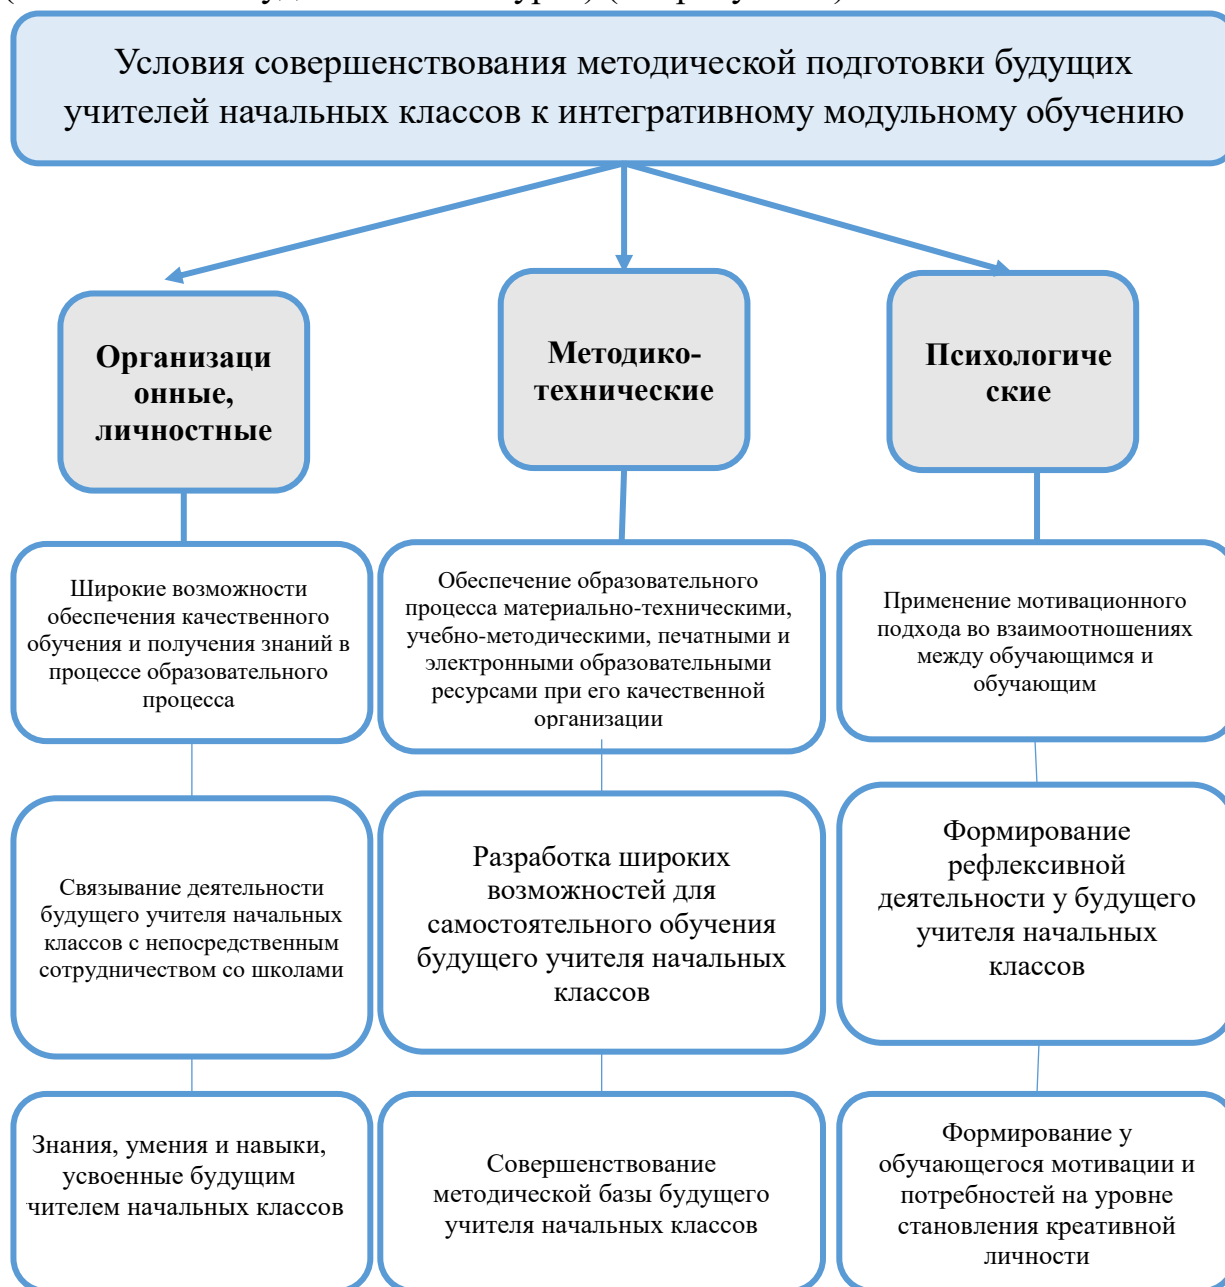 Условия совершенствования методической подготовки будущих
учителей начальных классов к интегративному модульному обучению
Организаци
онные,
личностные
Методико-
технические
Психологиче
ские
Широкие возможности
обеспечения качественного
обучения и получения знаний в
процессе образовательного
процесса
Обеспечение образовательного
процесса материально-техническими,
учебно-методическими, печатными и
электронными образовательными
ресурсами при его качественной
организации
Применение мотивационного
подхода во взаимоотношениях
между обучающимся и
обучающим
Связывание деятельности
будущего учителя начальных
классов с непосредственным
сотрудничеством со школами
Разработка широких
возможностей для
самостоятельного обучения
будущего учителя начальных
классов
Формирование
рефлексивной
деятельности у будущего
учителя начальных
классов
Знания, умения и навыки,
усвоенные будущим
чителем начальных классов
Совершенствование
методической базы будущего
учителя начальных классов
Формирование у
обучающегося мотивации и
потребностей на уровне
становления креативной
личности